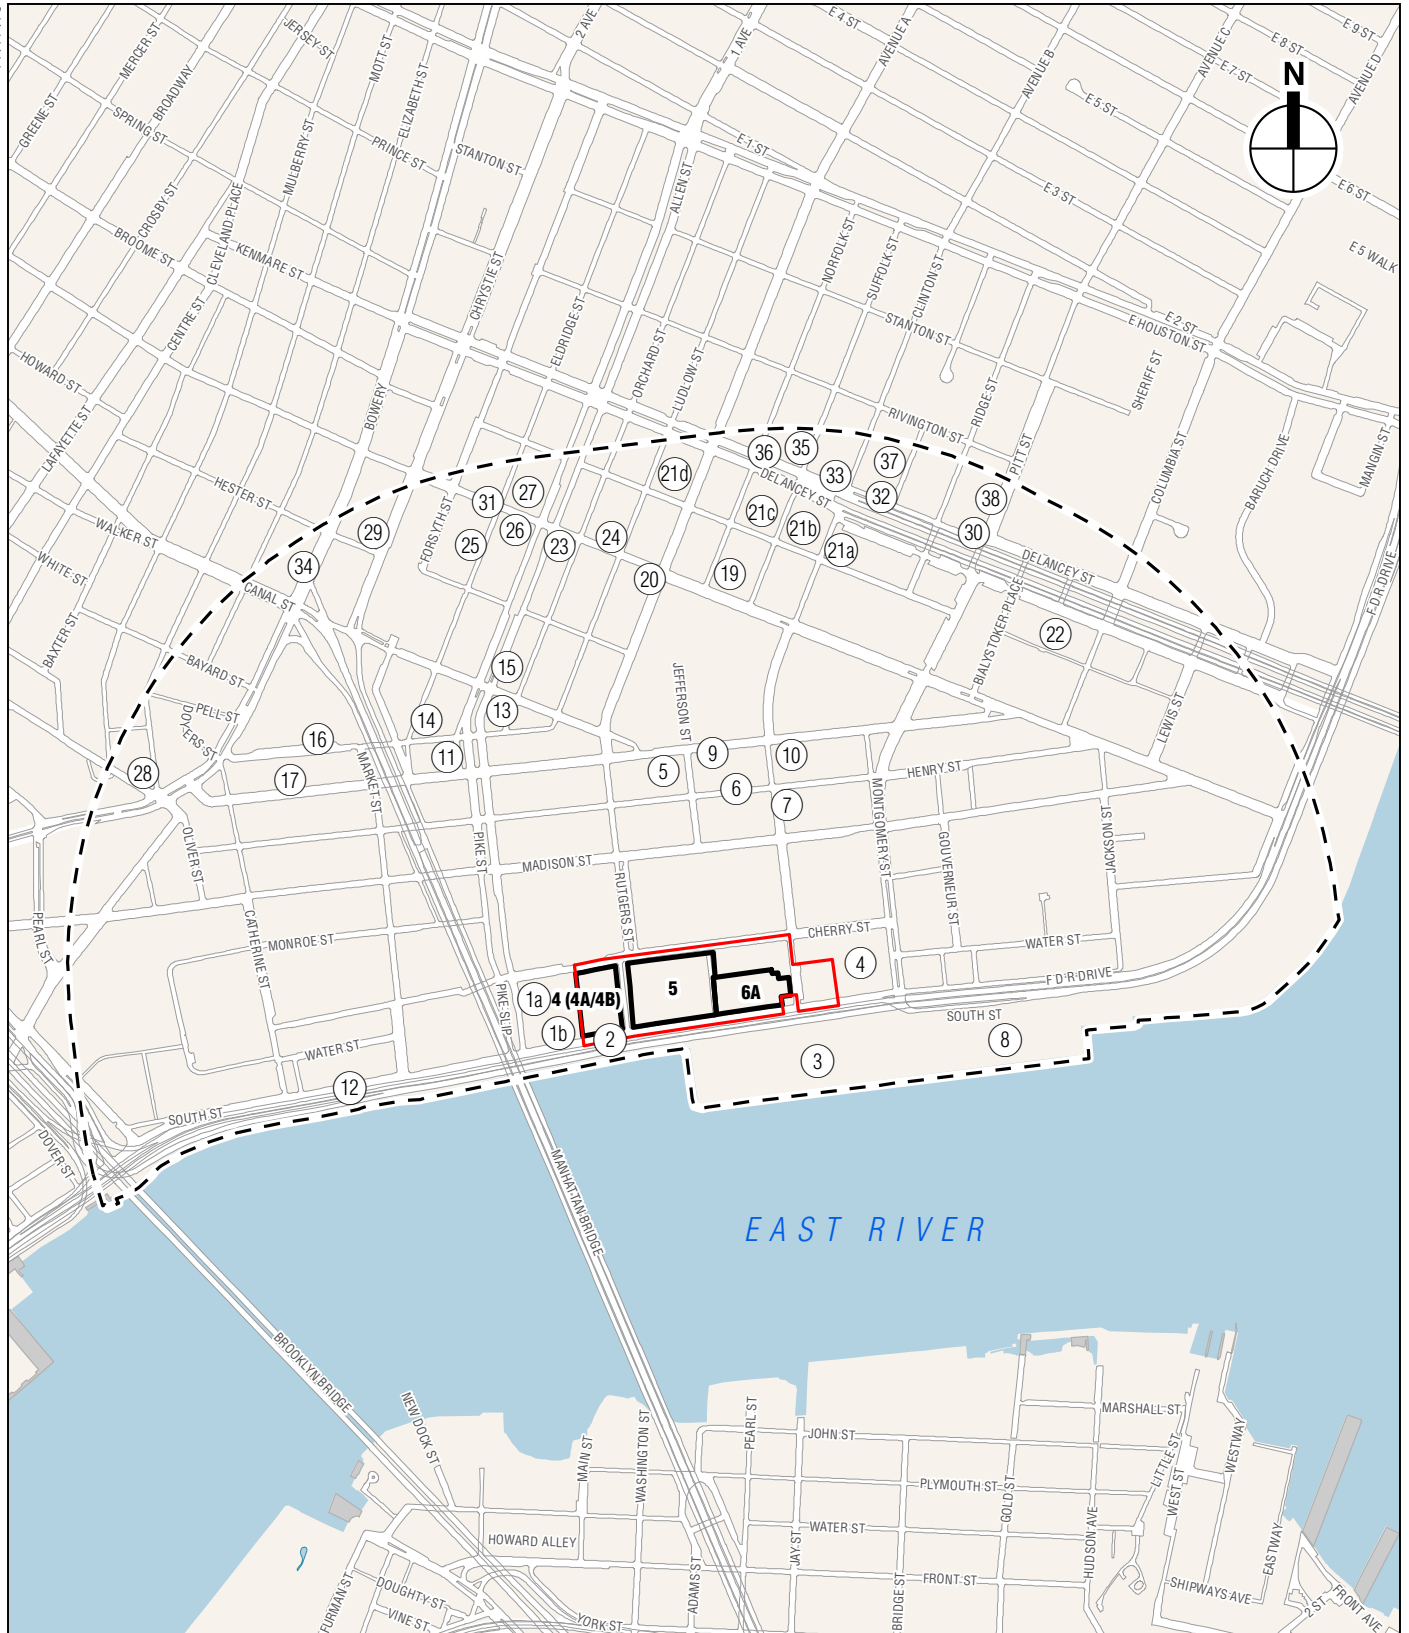 GREENE ST
MERCER ST
BROADWAY
JERSEY ST
MOTT ST
ELIZABETH ST
2 AVE
1 AVE
E 4 ST
AVENUE A
AVENUE B
AVENUE C
E 9 ST
E 8 ST
E 7 ST
AVENUE D
N
E 5 ST
SPRING ST
CROSBY ST
CLEVELAND PLACE
MULBERRY ST
PRINCE ST
STANTON ST
E 1 ST
E 3 ST
E 6 ST
E 5 WALK
BROOME ST
KENMARE ST
CENTRE ST
CHRYSTIE ST
ALLEN ST
NORFOLK ST
SUFFOLK ST
CLINTON ST
STANTON ST
E 2 ST
E HOUSTON ST
HOWARD ST
LAFAYETTE ST
BOWERY
ELDRIDGE ST
ORCHARD ST
LUDLOW ST
RIVINGTON ST
RIDGE ST
PITT ST
SHERIFF ST
COLUMBIA ST
BARUCH DRIVE
MANGIN ST
HESTER ST
WALKER ST
WHITE ST
BAXTER ST
CANAL ST
BAYARD ST
FORSYTH ST
DELANCEY ST
DELANCEY ST
F D R DRIVE
36
35
33
37
32
38
30
21d
21c
21b
21a
27
31
26
25
29
34
23
24
20
19
22
BIALYSTOKER PLACE
LEWIS ST
PELL ST
DOYERS ST
15
13
14
16
11
17
28
JEFFERSON ST
9
10
5
6
7
MARKET ST
HENRY ST
MONTGOMERY ST
GOUVERNEUR ST
JACKSON ST
OLIVER ST
PIKE ST
MADISON ST
RUTGERS ST
PEARL ST
CATHERINE ST
MONROE ST
CHERRY ST
WATER ST
F D R DRIVE
SOUTH ST
PIKE SLIP
1a
4 (4A/4B)
5
6A
4
1b
2
3
8
WATER ST
12
SOUTH ST
DOVER ST
MANHATTAN BRIDGE
EAST RIVER
BROOKLYN BRIDGE
NEW DOCK ST
MAIN ST
WASHINGTON ST
PEARL ST
JOHN ST
MARSHALL ST
LITTLE ST
WEST ST
WESTWAY
PLYMOUTH ST
GOLD ST
HUDSON AVE
HOWARD ALLEY
WATER ST
JAY ST
EASTWAY
FURMAN ST
DOUGHTY ST
VINE ST
YORK ST
ADAMS ST
BRIDGE ST
FRONT ST
SHIPWAYS AVE
2 ST
FRONT AVE